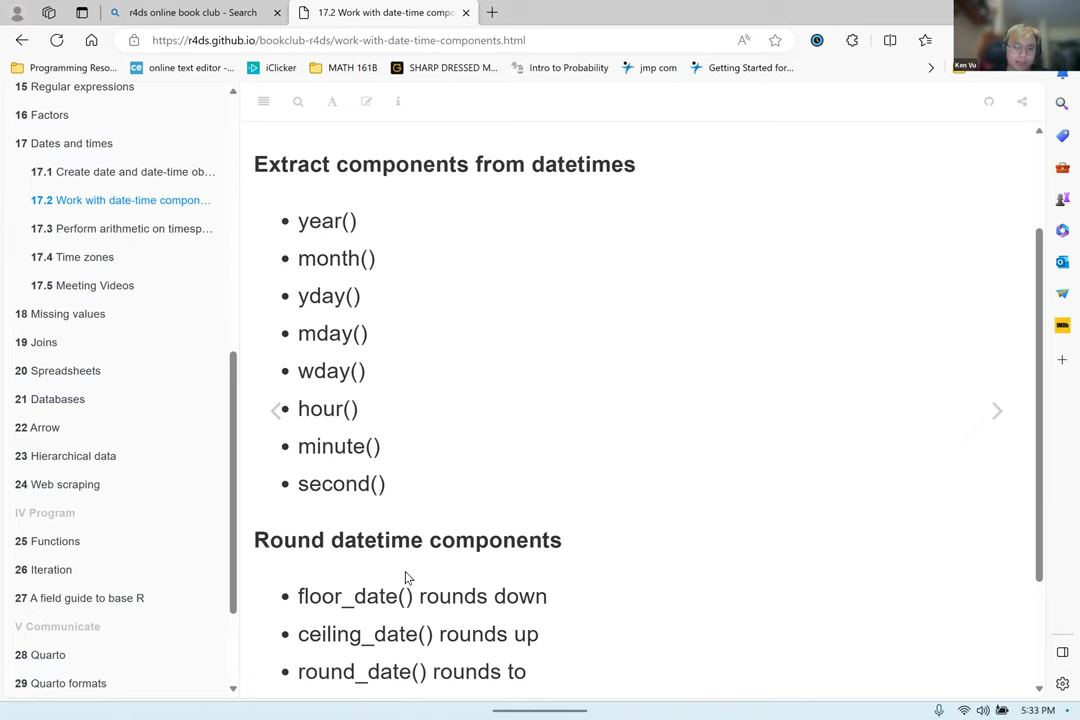 r4ds online book club - Search
17.2 Work with date-time compo
https://r4ds.github.io/bookclub-r4ds/work-with-date-time-components.html
Ken Vu
Programming Reso...
ce online text editor -...
iClicker
MATH 161B
G SHARP DRESSED M...
Intro to Probability
jmp com
Getting Started for...
15 Regular expressions
16 Factors
17 Dates and times
17.1 Create date and date-time ob...
17.2 Work with date-time compon...
17.3 Perform arithmetic on timesp...
17.4 Time zones
17.5 Meeting Videos
18 Missing values
19 Joins
20 Spreadsheets
21 Databases
22 Arrow
23 Hierarchical data
24 Web scraping
IV Program
25 Functions
26 Iteration
27 A field guide to base R
V Communicate
28 Quarto
29 Quarto formats
Extract components from datetimes
• year()
• month()
• yday()
• mday()
• wday()
• hour()
• minute()
• second()
Round datetime components
• floor_date() rounds down
• ceiling_date() rounds up
• round_date() rounds to
IMDb
5:33 PM